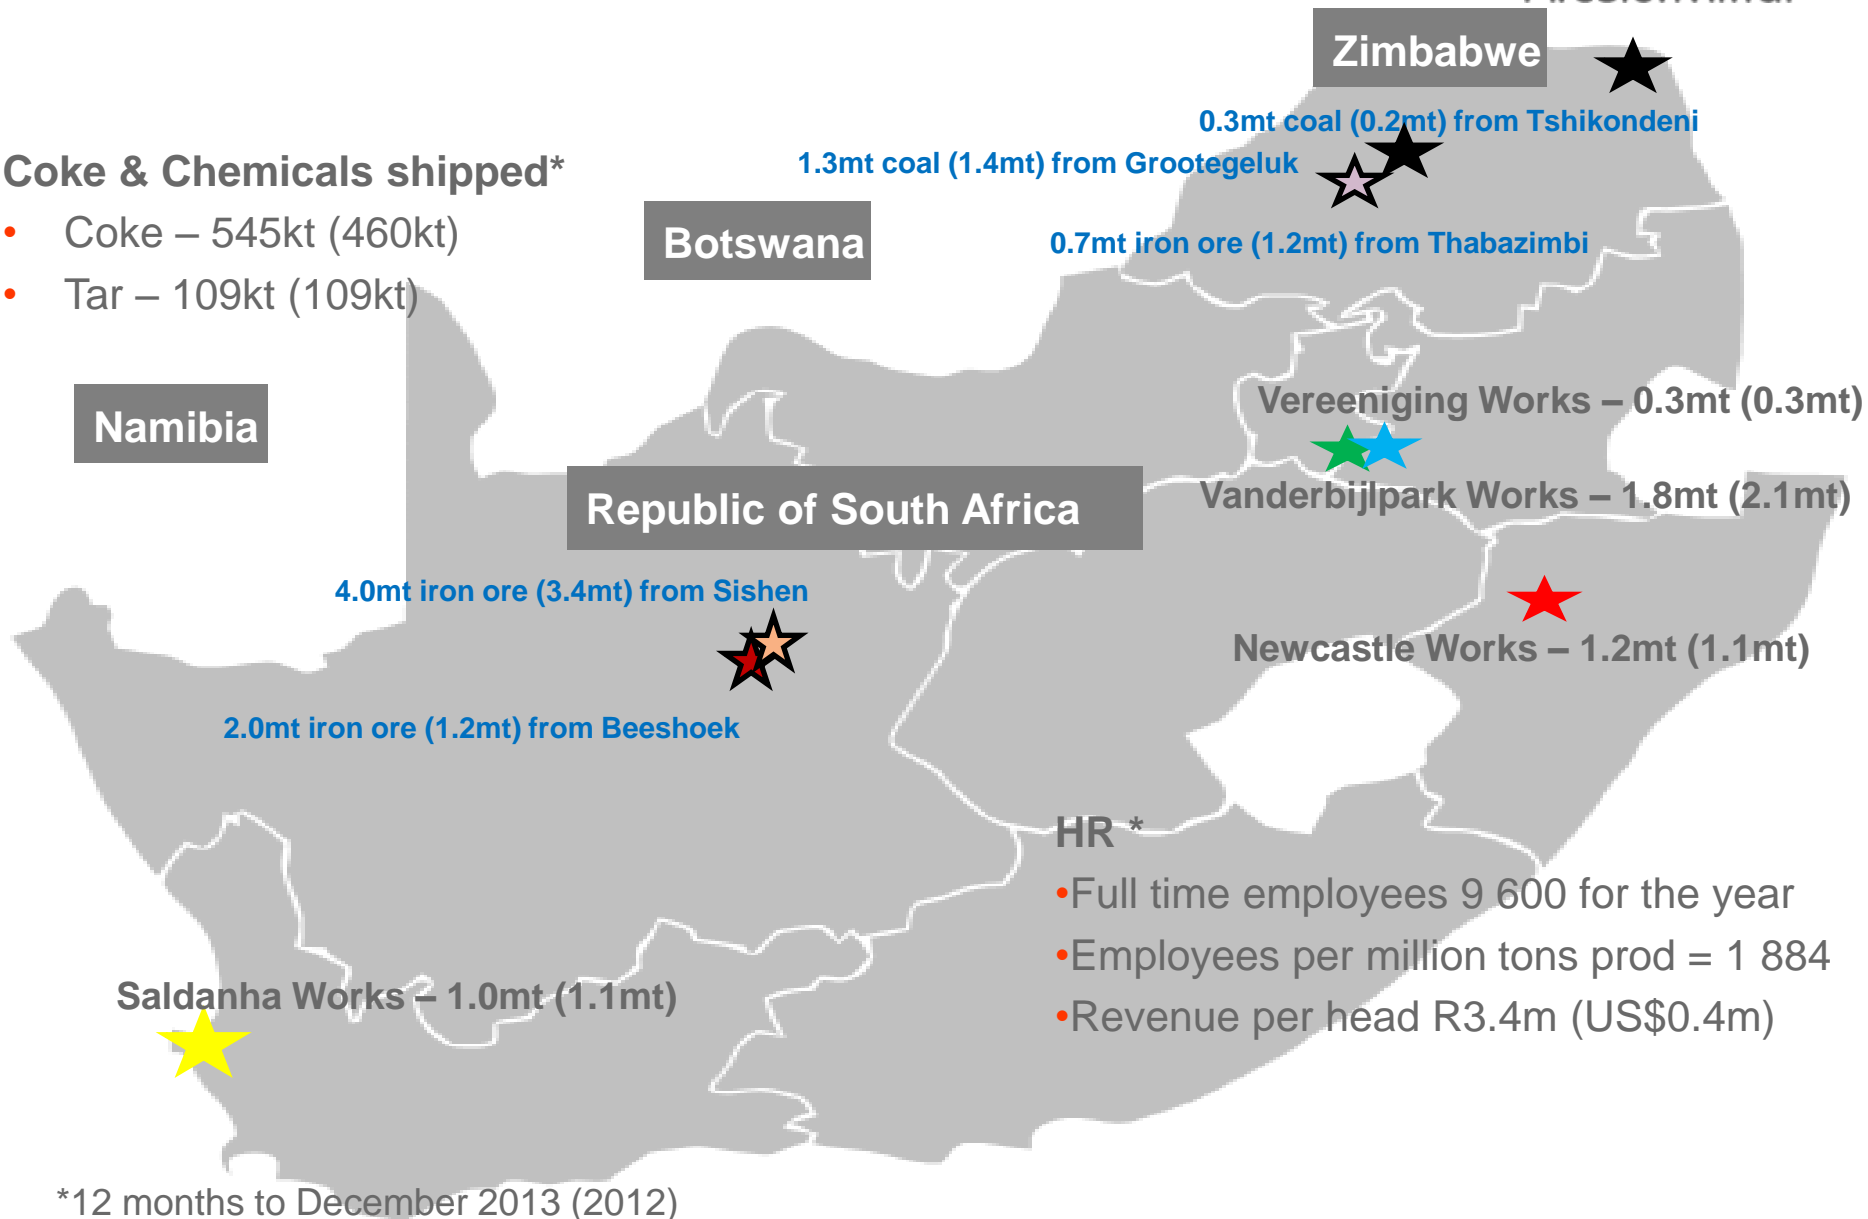 Zimbabwe
0.3mt coal (0.2mt) from Tshikondeni
Coke & Chemicals shipped*
1.3mt coal (1.4mt) from Grootegeluk
• Coke – 545kt (460kt)
Botswana
0.7mt iron ore (1.2mt) from Thabazimbi
• Tar – 109kt (109kt)
Vereeniging Works – 0.3mt (0.3mt)
Namibia
Vanderbijlpark Works – 1.8mt (2.1mt)
Republic of South Africa
4.0mt iron ore (3.4mt) from Sishen
Newcastle Works – 1.2mt (1.1mt)
2.0mt iron ore (1.2mt) from Beeshoek
HR *
•Full time employees 9 600 for the year
•Employees per million tons prod = 1 884
Saldanha Works – 1.0mt (1.1mt)
•Revenue per head R3.4m (US$0.4m)
*12 months to December 2013 (2012)